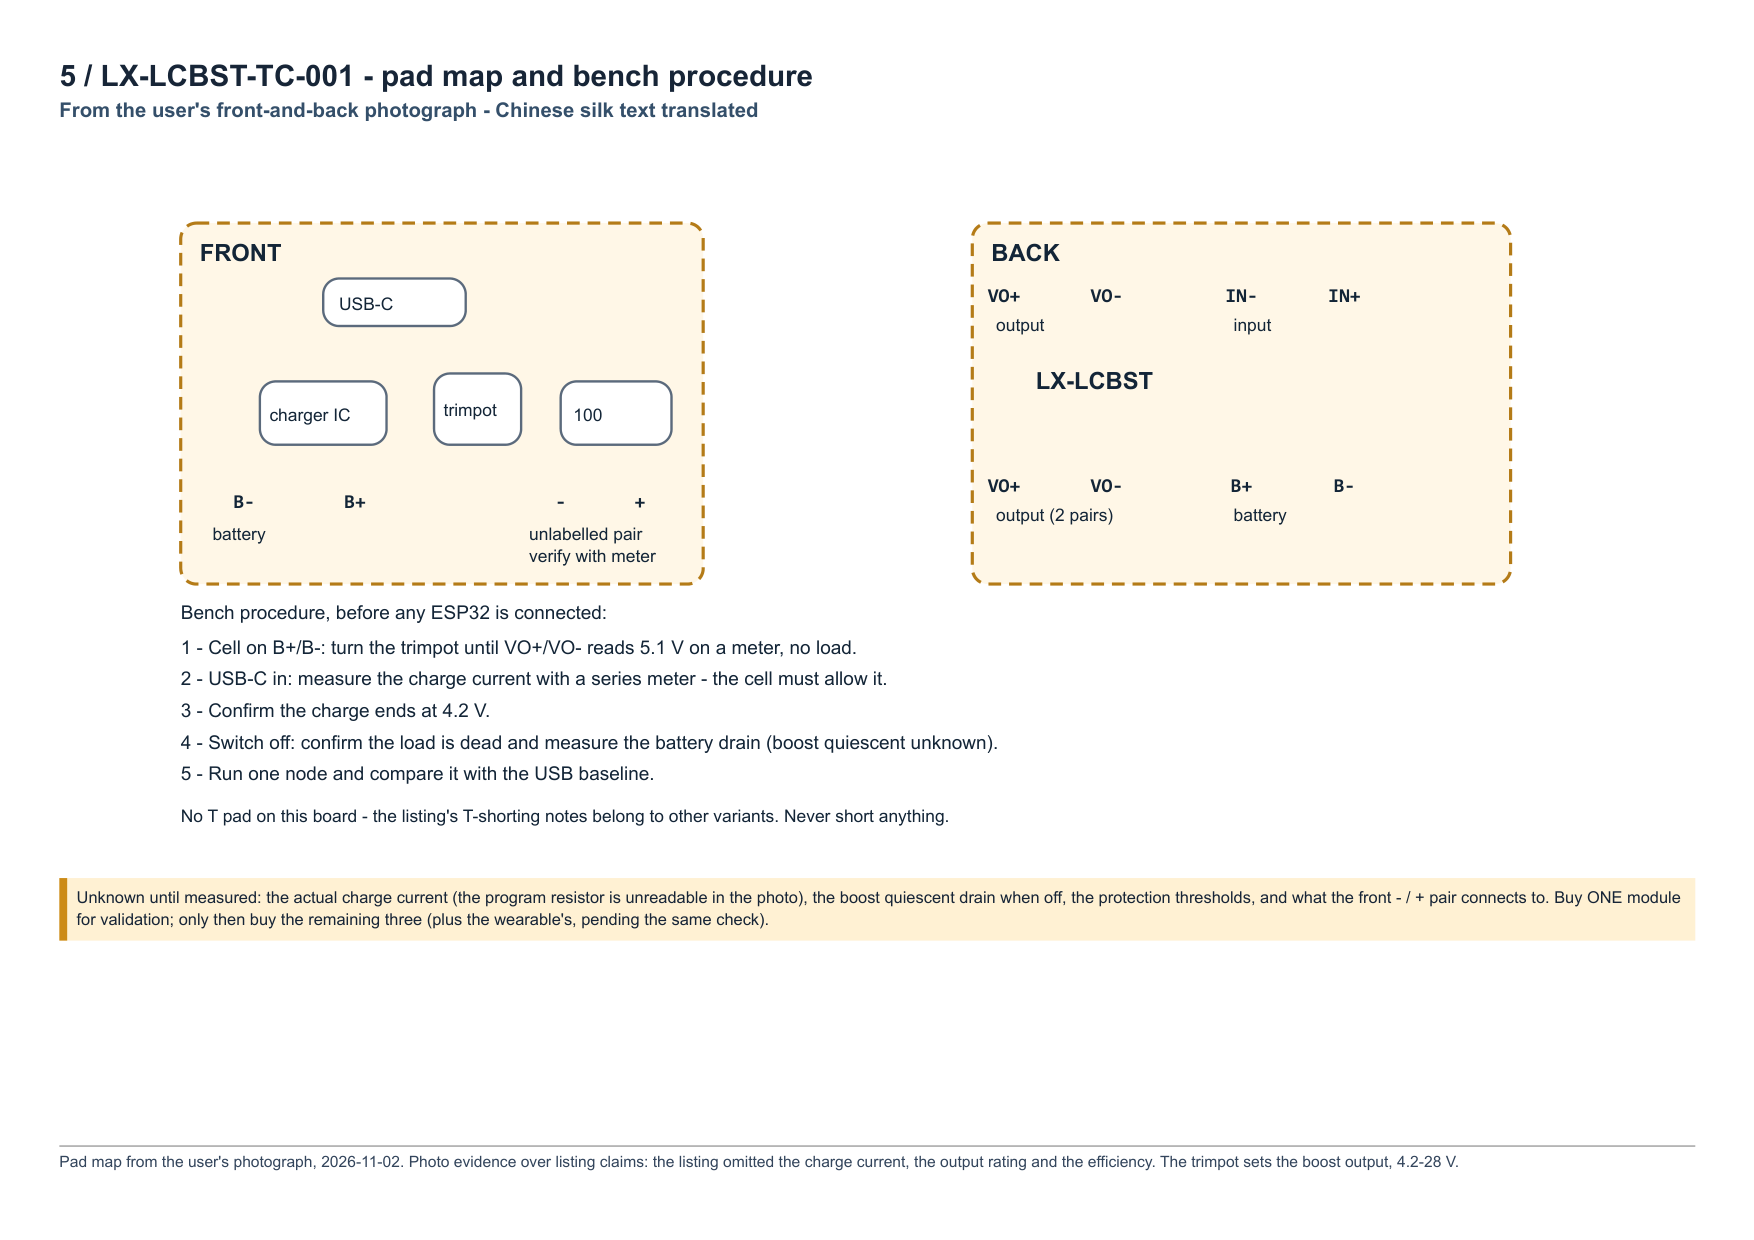 5 / LX-LCBST-TC-001 - pad map and bench procedure
From the user's front-and-back photograph - Chinese silk text translated
FRONT
USB-C
charger IC
trimpot
100
B-
B+
-
+
battery
unlabelled pair
verify with meter
BACK
VO+
VO-
IN-
IN+
output
input
LX-LCBST
VO+
VO-
B+
B-
output (2 pairs)
battery
Bench procedure, before any ESP32 is connected:
1 - Cell on B+/B-: turn the trimpot until VO+/VO- reads 5.1 V on a meter, no load.
2 - USB-C in: measure the charge current with a series meter - the cell must allow it.
3 - Confirm the charge ends at 4.2 V.
4 - Switch off: confirm the load is dead and measure the battery drain (boost quiescent unknown).
5 - Run one node and compare it with the USB baseline.
No T pad on this board - the listing's T-shorting notes belong to other variants. Never short anything.
Unknown until measured: the actual charge current (the program resistor is unreadable in the photo), the boost quiescent drain when off, the protection thresholds, and what the front - / + pair connects to. Buy ONE module
for validation; only then buy the remaining three (plus the wearable's, pending the same check).
Pad map from the user's photograph, 2026-11-02. Photo evidence over listing claims: the listing omitted the charge current, the output rating and the efficiency. The trimpot sets the boost output, 4.2-28 V.